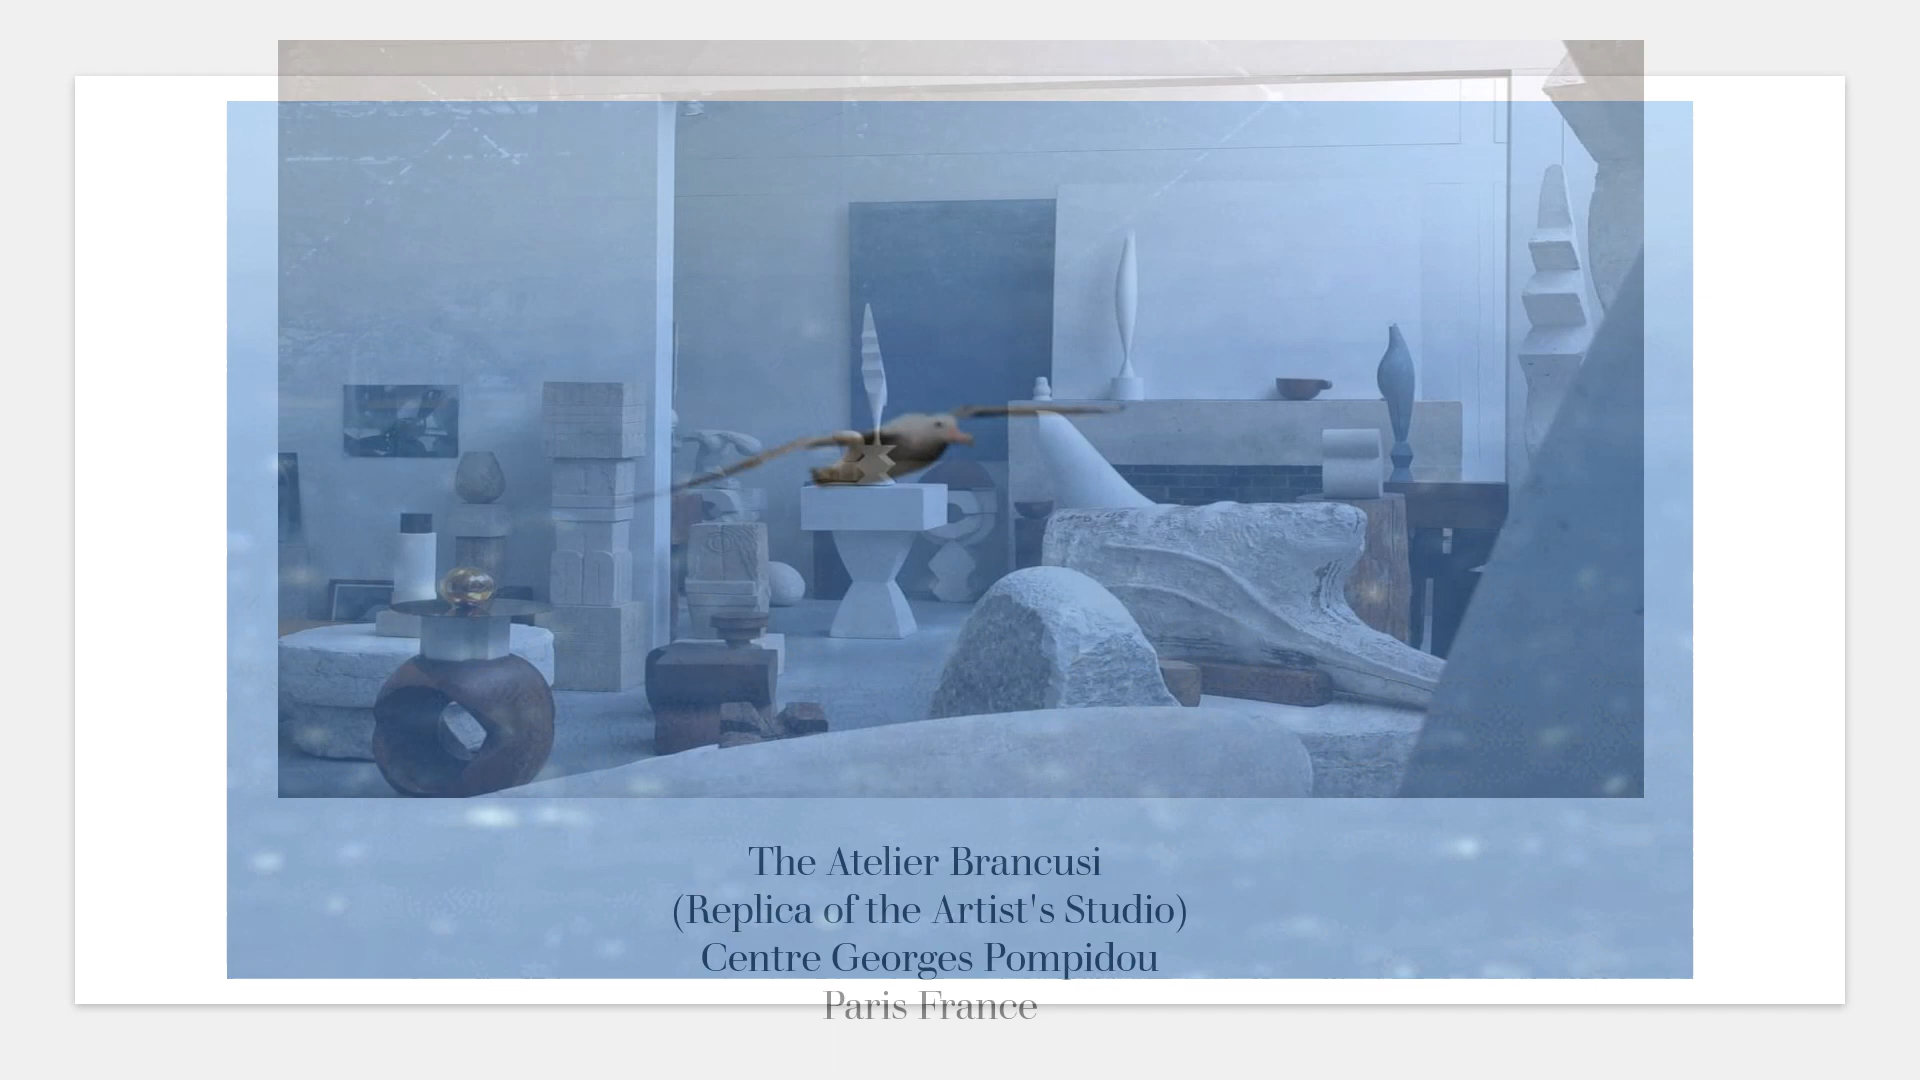 The Atelier Brancusi
(Replica of the Artist's Studio)
Centre Georges Pompidou
Paris France